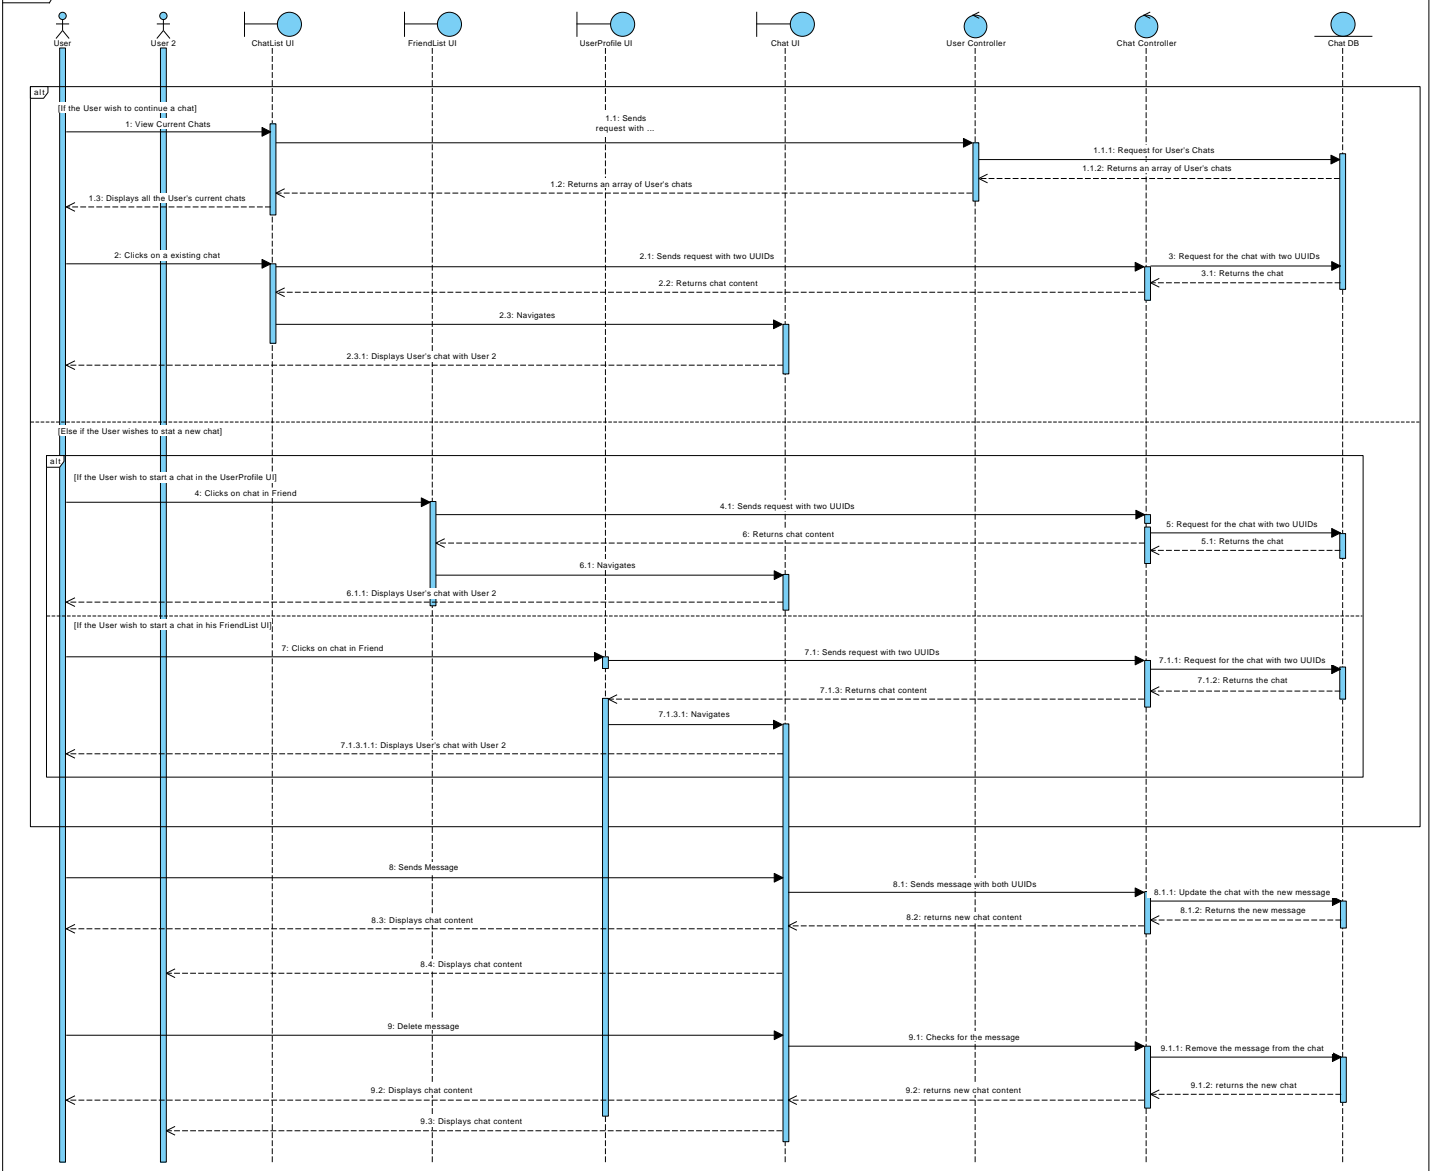 User
User 2
ChatList UI
FriendList UI
UserProfile UI
Chat UI
User Controller
Chat Controller
Chat DB
alt
[If the User wish to continue a chat]
1: View Current Chats
1.1: Sends
request with ...
1.1.1: Request for User's Chats
1.1.2: Returns an array of User's chats
1.2: Returns an array of User's chats
1.3: Displays all the User's current chats
2: Clicks on a existing chat
2.1: Sends request with two UUIDs
3: Request for the chat with two UUIDs
3.1: Returns the chat
2.2: Returns chat content
2.3: Navigates
2.3.1: Displays User's chat with User 2
[Else if the User wishes to stat a new chat]
alt
[If the User wish to start a chat in the UserProfile UI]
4: Clicks on chat in Friend
4.1: Sends request with two UUIDs
5: Request for the chat with two UUIDs
6: Returns chat content
5.1: Returns the chat
6.1: Navigates
6.1.1: Displays User's chat with User 2
[If the User wish to start a chat in his FriendList UI]
7: Clicks on chat in Friend
7.1: Sends request with two UUIDs
7.1.1: Request for the chat with two UUIDs
7.1.2: Returns the chat
7.1.3: Returns chat content
7.1.3.1: Navigates
7.1.3.1.1: Displays User's chat with User 2
8: Sends Message
8.1: Sends message with both UUIDs
8.1.1: Update the chat with the new message
8.1.2: Returns the new message
8.2: returns new chat content
8.3: Displays chat content
8.4: Displays chat content
9: Delete message
9.1: Checks for the message
9.1.1: Remove the message from the chat
9.1.2: returns the new chat
9.2: Displays chat content
9.2: returns new chat content
9.3: Displays chat content